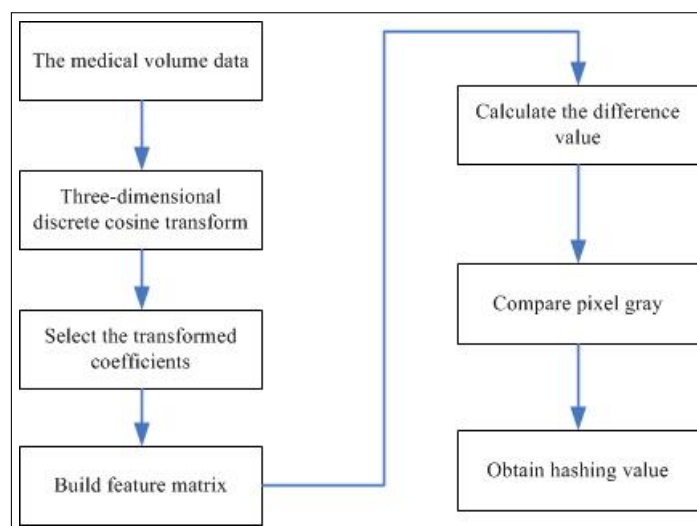 The medical volume data
Three-dimensional
discrete cosine transform
Select the transformed
coefficients
Build feature matrix
Calculate the difference
value
Compare pixel gray
Obtain hashing value